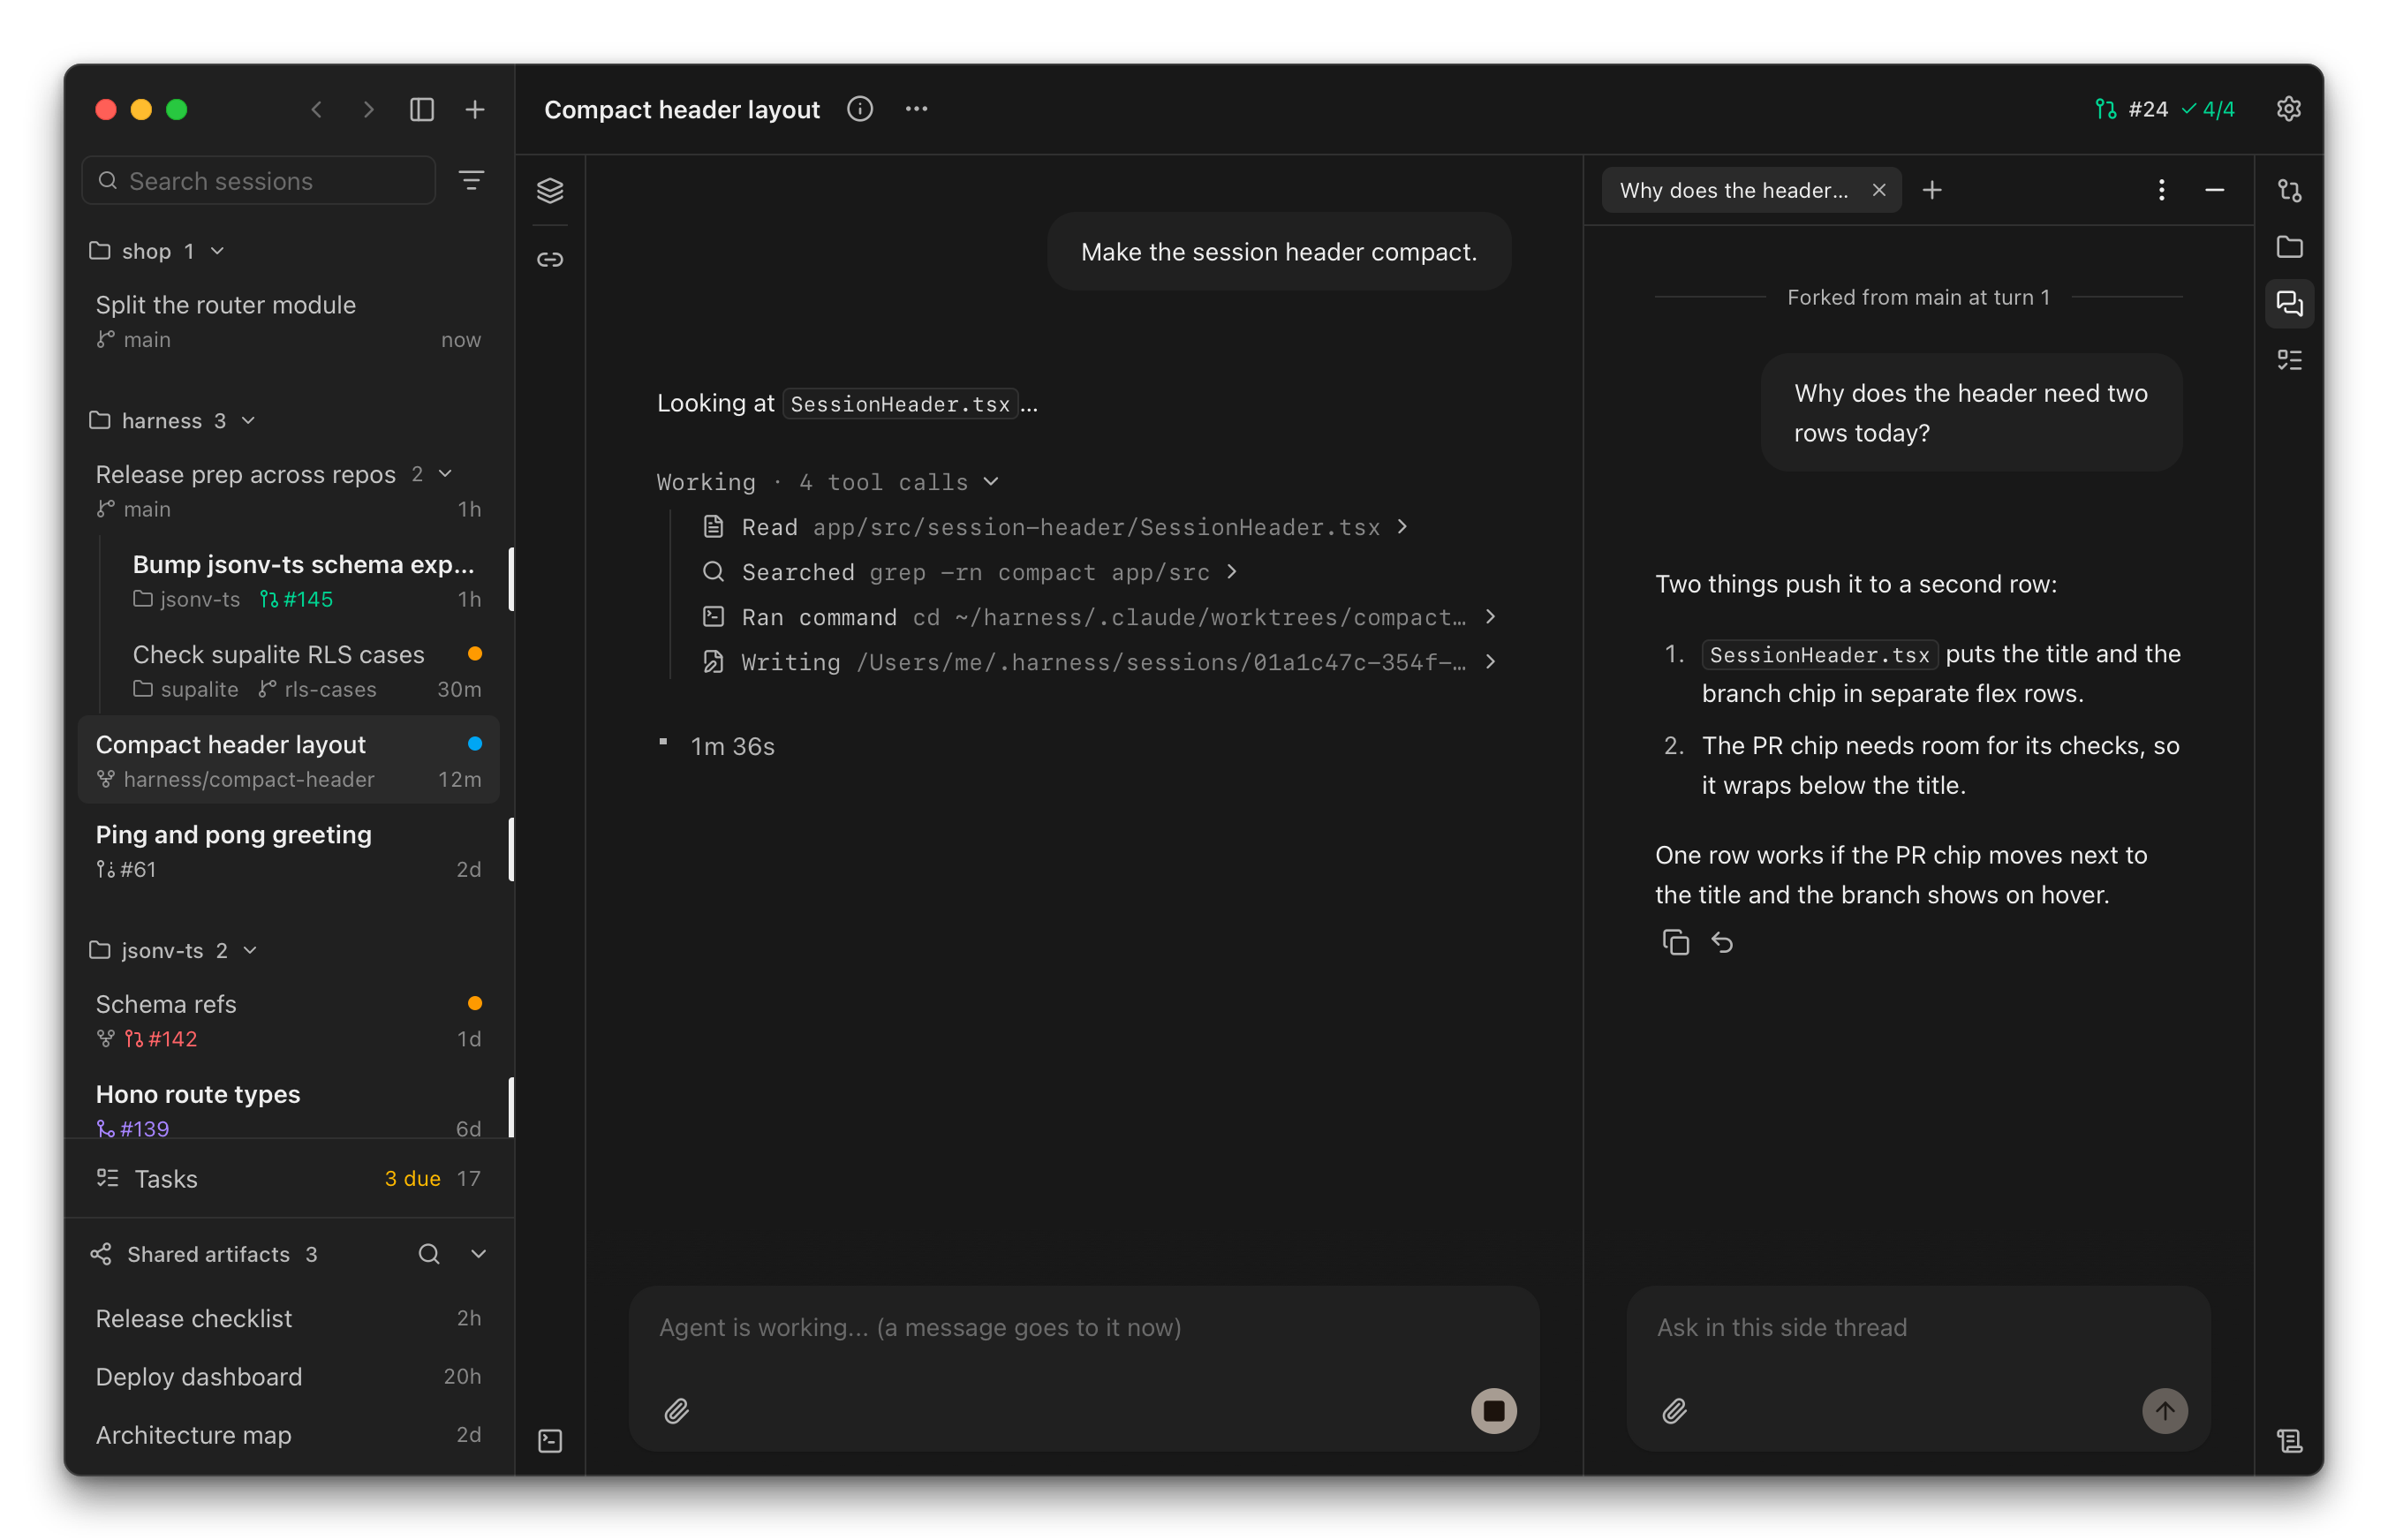 Search sessions
shop 1
Split the router module
main now
harness 3
Release prep across repos 2
main 1h
Bump jsonv-ts schema exp...
jsonv-ts #145 1h
Check supalite RLS cases
supalite rls-cases 30m
Compact header layout
harness/compact-header 12m
Ping and pong greeting
#61 2d
jsonv-ts 2
Schema refs
#142 1d
Hono route types
#139 6d
Tasks 3 due 17
Shared artifacts 3
Release checklist 2h
Deploy dashboard 20h
Architecture map 2d
Compact header layout
#24 4/4
Make the session header compact.
Looking at SessionHeader.tsx...
Working · 4 tool calls
Read app/src/session-header/SessionHeader.tsx
Searched grep -rn compact app/src
Ran command cd ~/harness/.claude/worktrees/compact…
Writing /Users/me/.harness/sessions/01a1c47c-354f-…
1m 36s
Agent is working... (a message goes to it now)
Why does the header...
Forked from main at turn 1
Why does the header need two
rows today?
Two things push it to a second row:
1. SessionHeader.tsx puts the title and the
branch chip in separate flex rows.
2. The PR chip needs room for its checks, so
it wraps below the title.
One row works if the PR chip moves next to
the title and the branch shows on hover.
Ask in this side thread